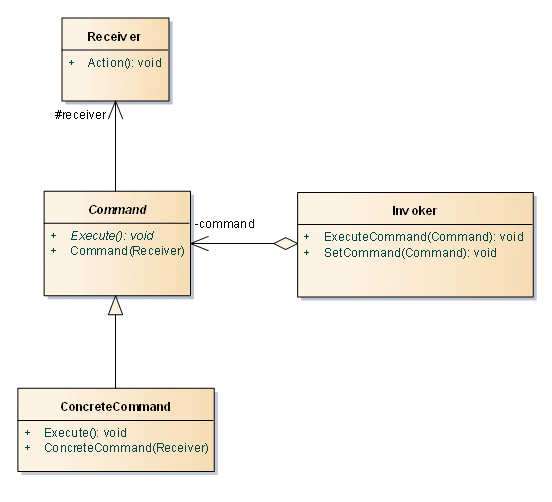 Receiver
+ Action(): void
#receiver
Command
+ Execute(): void
+ Command(Receiver)
-command
Invoker
+ ExecuteCommand(Command): void
+ SetCommand(Command): void
ConcreteCommand
+ Execute(): void
+ ConcreteCommand(Receiver)